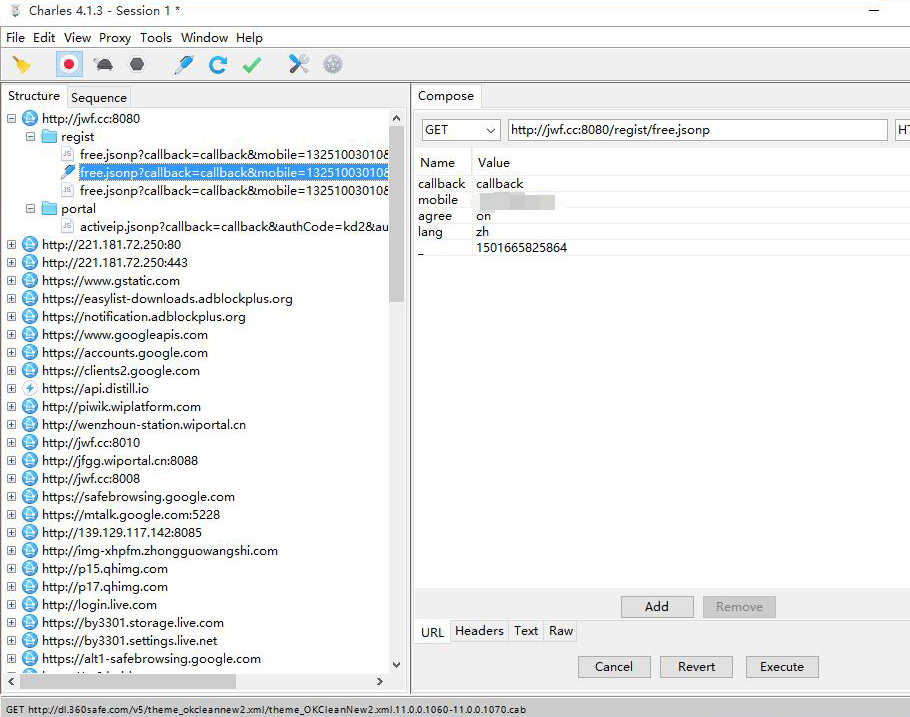 Charles 4.1.3 - Session 1 *
File Edit View Proxy Tools Window Help
Structure Sequence
http://jwf.cc:8080
regist
free.jsonp?callback=callback&mobile=13251003010&
free.jsonp?callback=callback&mobile=13251003010&
free.jsonp?callback=callback&mobile=13251003010&
portal
activeip.jsonp?callback=callback&authCode=kd2&au
http://221.181.72.250:80
http://221.181.72.250:443
https://www.gstatic.com
https://easylist-downloads.adblockplus.org
https://notification.adblockplus.org
https://www.googleapis.com
https://accounts.google.com
https://clients2.google.com
https://api.distill.io
http://piwik.wiplatform.com
http://wenzhoun-station.wiportal.cn
http://jwf.cc:8010
http://jfgg.wiportal.cn:8088
http://jwf.cc:8008
https://safebrowsing.google.com
https://mtalk.google.com:5228
http://139.129.117.142:8085
http://img-xhpfm.zhongguowangshi.com
http://p15.qhimg.com
http://p17.qhimg.com
http://login.live.com
https://by3301.storage.live.com
https://by3301.settings.live.net
https://alt1-safebrowsing.google.com
Compose
GET http://jwf.cc:8080/regist/free.jsonp HT
Name Value
callback callback
mobile
agree on
lang zh
_ 1501665825864
Add Remove
URL Headers Text Raw
Cancel Revert Execute
GET http://dl.360safe.com/v5/theme_okcleannew2.xml/theme_OKCleanNew2.xml.11.0.0.1060-11.0.0.1070.cab